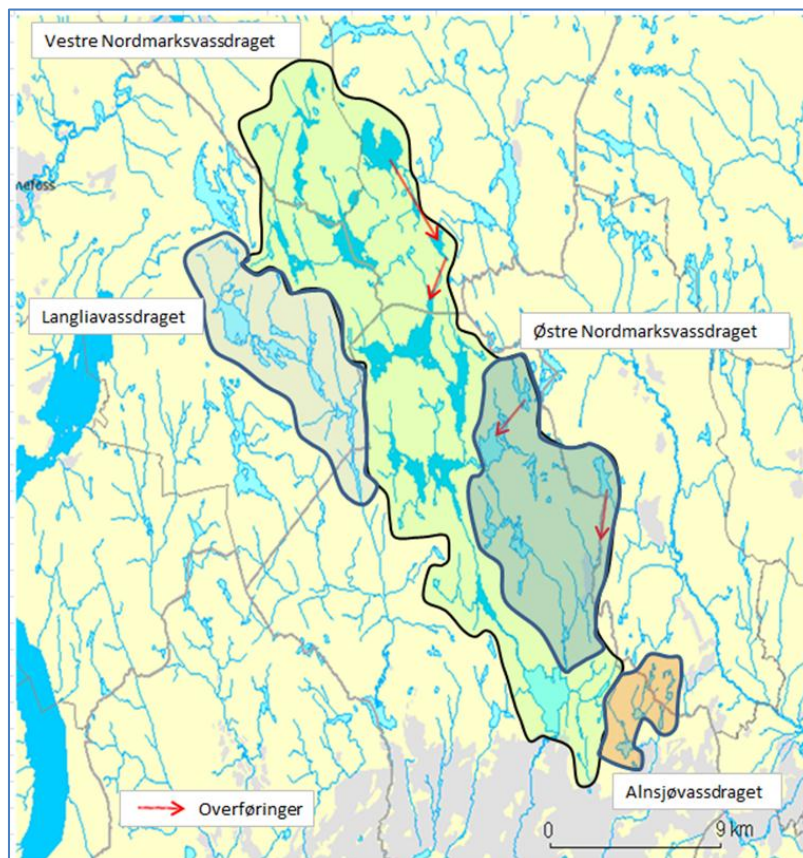 Vestre Nordmarksvassdraget
Langliavassdraget
Østre Nordmarksvassdraget
Alnsjøvassdraget
Overføringer
0 9 km